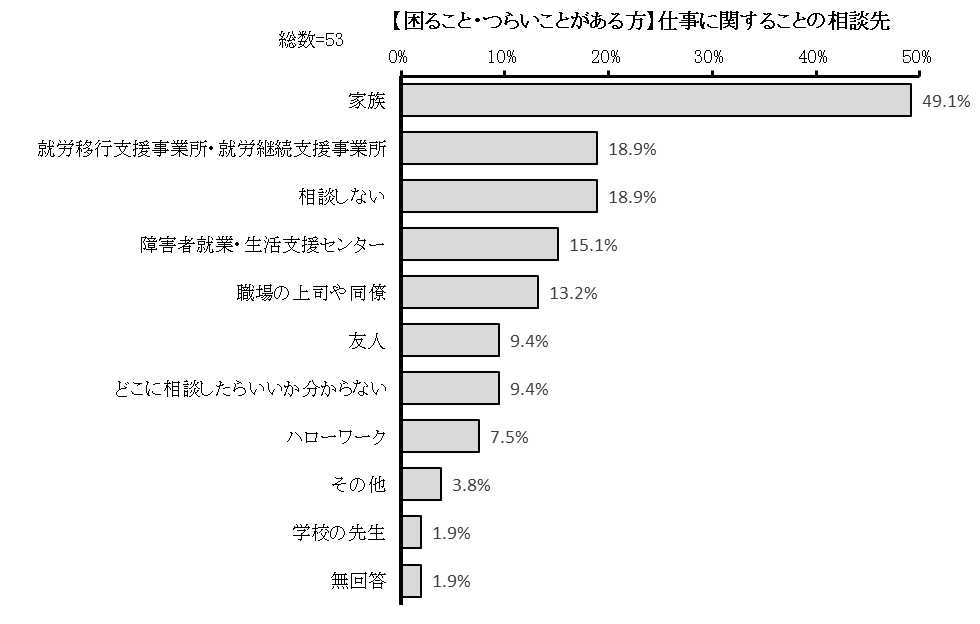 【困ること・つらいことがある方】仕事に関することの相談先
総数=53
0% 10% 20% 30% 40% 50%
家族 49.1%
就労移行支援事業所・就労継続支援事業所 18.9%
相談しない 18.9%
障害者就業・生活支援センター 15.1%
職場の上司や同僚 13.2%
友人 9.4%
どこに相談したらいいか分からない 9.4%
ハローワーク 7.5%
その他 3.8%
学校の先生 1.9%
無回答 1.9%